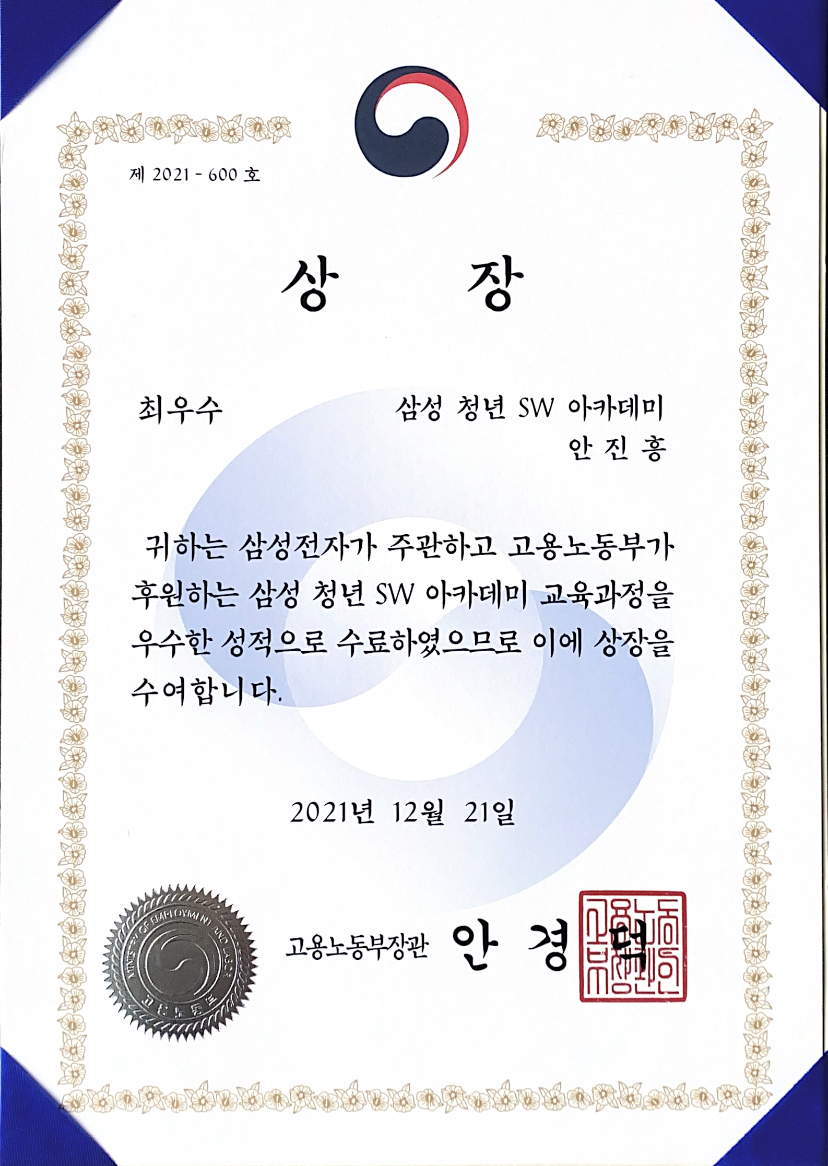 제 2021 - 600 호
상 장
최우수
삼성 청년 SW 아카데미
안 진 흥
귀하는 삼성전자가 주관하고 고용노동부가
후원하는 삼성 청년 SW 아카데미 교육과정을
우수한 성적으로 수료하였으므로 이에 상장을
수여합니다.
2021년 12월 21일
MINISTRY OF EMPLOYMENT AND LABOR
고용노동부
고용노동부장관 안 경 덕
고용노동부장관인